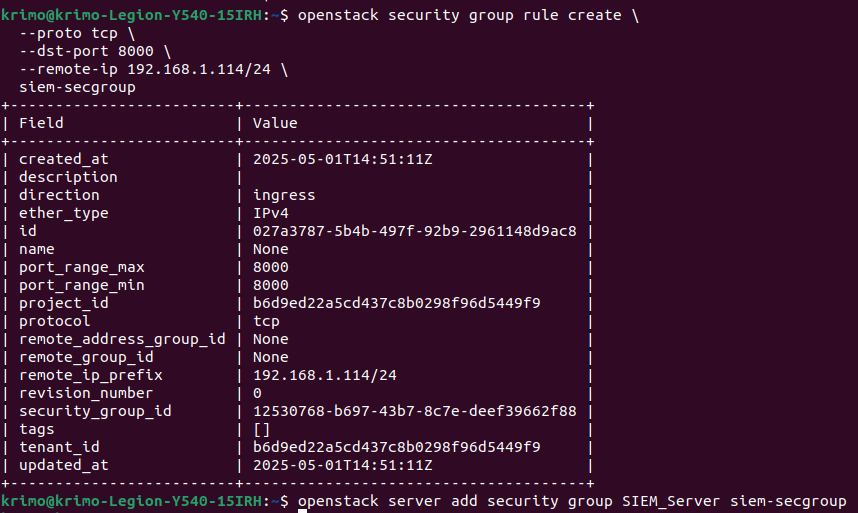 krimo@krimo-Legion-Y540-15IRH:~$ openstack security group rule create \
  --proto tcp \
  --dst-port 8000 \
  --remote-ip 192.168.1.114/24 \
  siem-secgroup
+-------------------------+--------------------------------------+
| Field                   | Value                                |
+-------------------------+--------------------------------------+
| created_at              | 2025-05-01T14:51:11Z                 |
| description             |                                      |
| direction               | ingress                              |
| ether_type              | IPv4                                 |
| id                      | 027a3787-5b4b-497f-92b9-2961148d9ac8 |
| name                    | None                                 |
| port_range_max          | 8000                                 |
| port_range_min          | 8000                                 |
| project_id              | b6d9ed22a5cd437c8b0298f96d5449f9     |
| protocol                | tcp                                  |
| remote_address_group_id | None                                 |
| remote_group_id         | None                                 |
| remote_ip_prefix        | 192.168.1.114/24                     |
| revision_number         | 0                                    |
| security_group_id       | 12530768-b697-43b7-8c7e-deef39662f88 |
| tags                    | []                                   |
| tenant_id               | b6d9ed22a5cd437c8b0298f96d5449f9     |
| updated_at              | 2025-05-01T14:51:11Z                 |
+-------------------------+--------------------------------------+
krimo@krimo-Legion-Y540-15IRH:~$ openstack server add security group SIEM_Server siem-secgroup